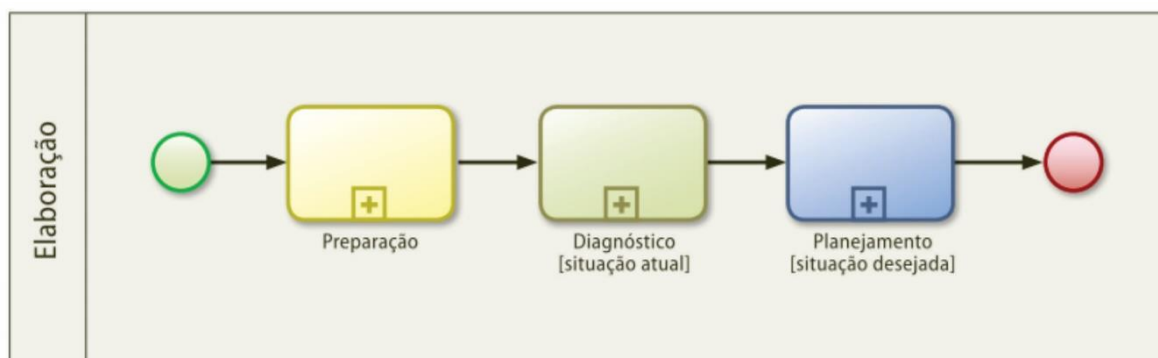 Elaboração
Preparação
Diagnóstico
[situação atual]
Planejamento
[situação desejada]